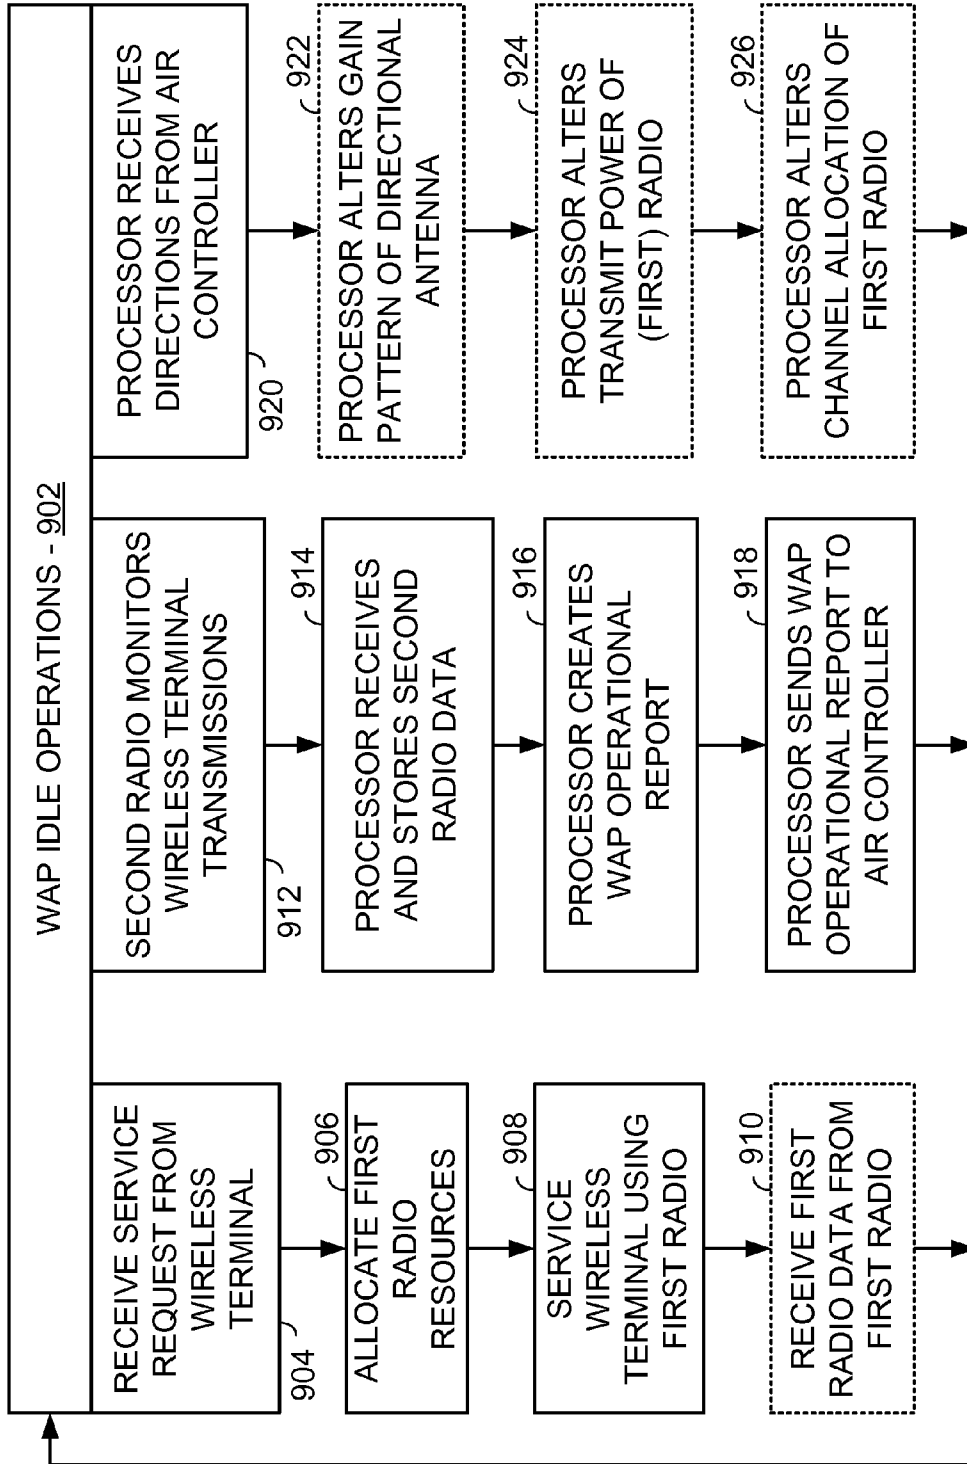 WAP IDLE OPERATIONS - 902
RECEIVE SERVICE
REQUEST FROM
WIRELESS
TERMINAL
904
906
ALLOCATE FIRST
RADIO
RESOURCES
908
SERVICE
WIRELESS
TERMINAL USING
FIRST RADIO
910
RECEIVE FIRST
RADIO DATA FROM
FIRST RADIO
SECOND RADIO MONITORS
WIRELESS TERMINAL
TRANSMISSIONS
912
914
PROCESSOR RECEIVES
AND STORES SECOND
RADIO DATA
916
PROCESSOR CREATES
WAP OPERATIONAL
REPORT
918
PROCESSOR SENDS WAP
OPERATIONAL REPORT TO
AIR CONTROLLER
PROCESSOR RECEIVES
DIRECTIONS FROM AIR
CONTROLLER
920
922
PROCESSOR ALTERS GAIN
PATTERN OF DIRECTIONAL
ANTENNA
924
PROCESSOR ALTERS
TRANSMIT POWER OF
(FIRST) RADIO
926
PROCESSOR ALTERS
CHANNEL ALLOCATION OF
FIRST RADIO